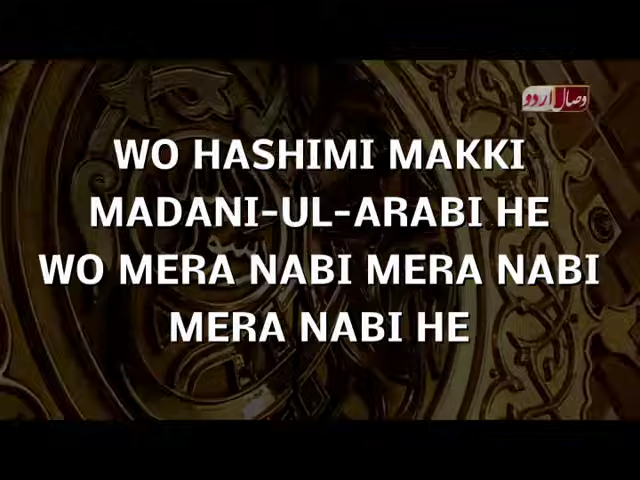 وصال اردو
WO HASHIMI MAKKI
MADANI-UL-ARABI HE
WO MERA NABI MERA NABI
MERA NABI HE